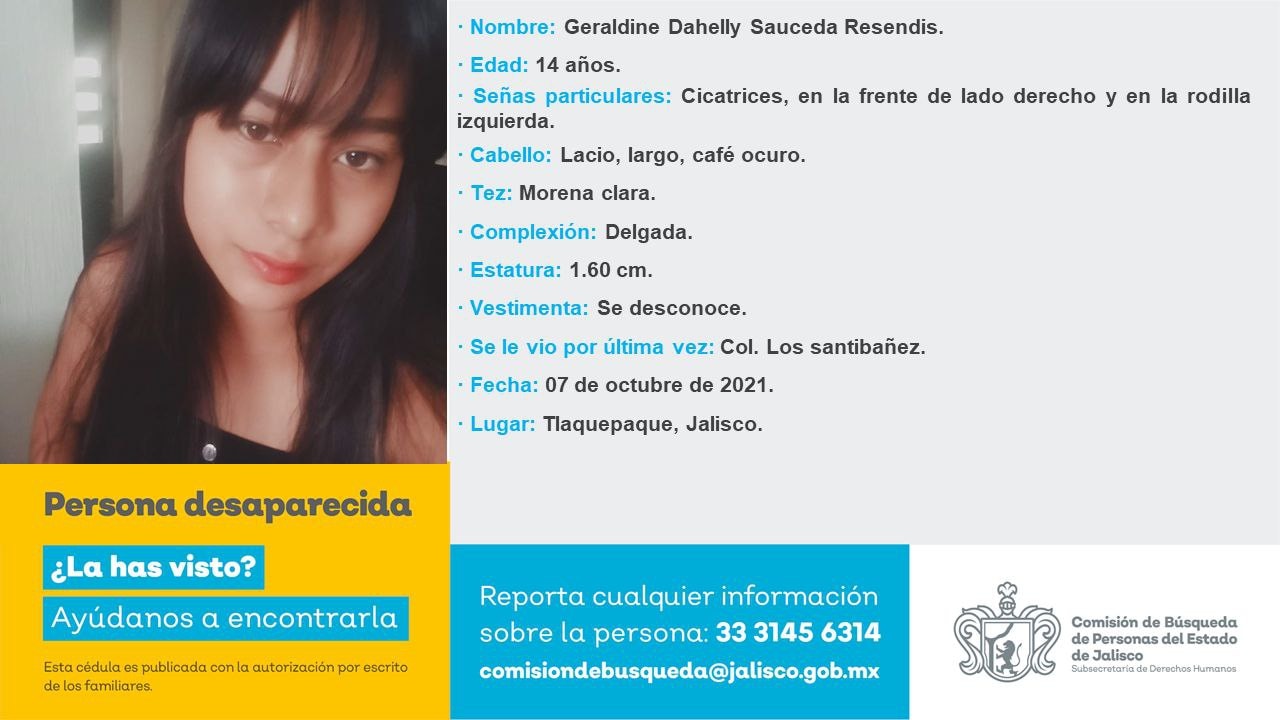 · Nombre: Geraldine Dahelly Sauceda Resendis.
· Edad: 14 años.
· Señas particulares: Cicatrices, en la frente de lado derecho y en la rodilla
izquierda.
· Cabello: Lacio, largo, café ocuro.
· Tez: Morena clara.
· Complexión: Delgada.
· Estatura: 1.60 cm.
· Vestimenta: Se desconoce.
· Se le vio por última vez: Col. Los santibañez.
· Fecha: 07 de octubre de 2021.
· Lugar: Tlaquepaque, Jalisco.
Persona desaparecida
¿La has visto?
Ayúdanos a encontrarla
Esta cédula es publicada con la autorización por escrito
de los familiares.
Reporta cualquier información
sobre la persona: 33 3145 6314
comisiondebusqueda@jalisco.gob.mx
Comisión de Búsqueda
de Personas del Estado
de Jalisco
Subsecretaría de Derechos Humanos